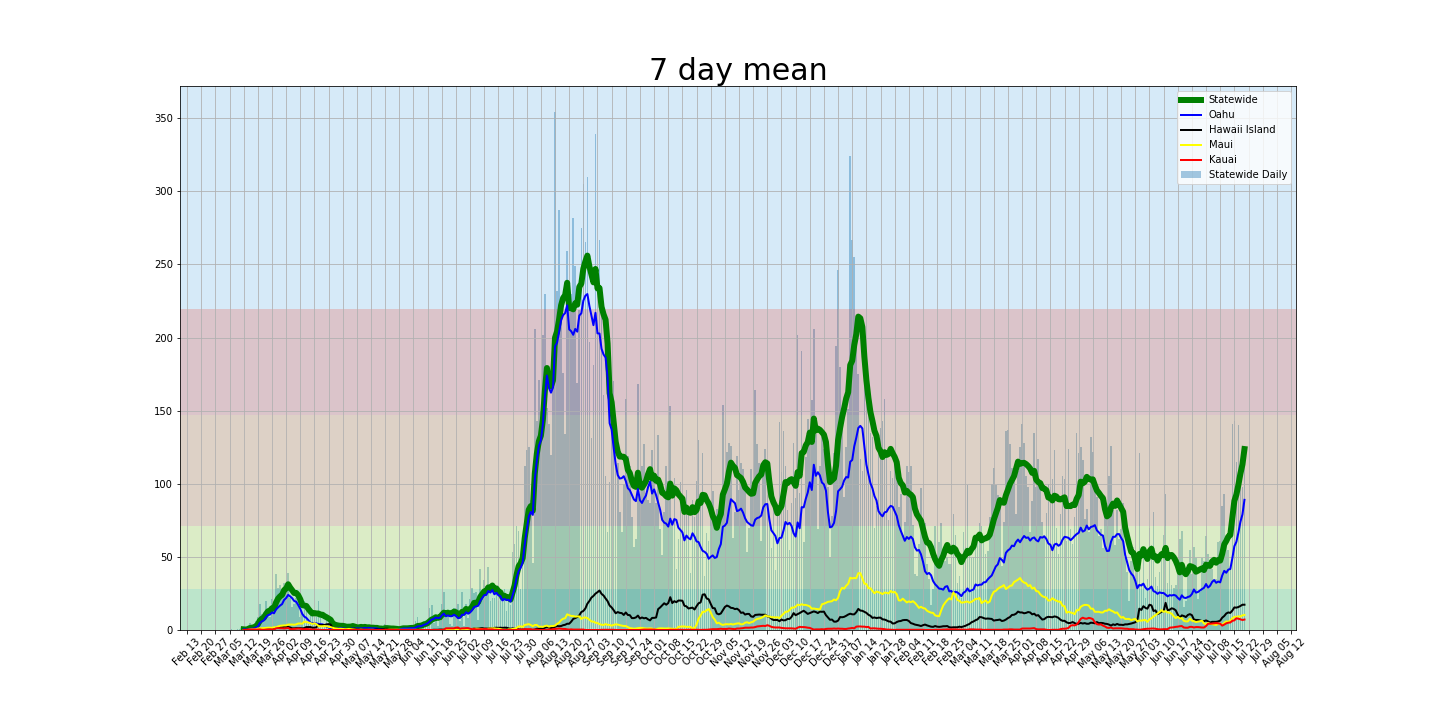 7 day mean
350
300
250
200
150
100
50
0
Statewide
Oahu
Hawaii Island
Maui
Kauai
Statewide Daily
Feb 13
Feb 20
Feb 27
Mar 05
Mar 12
Mar 19
Mar 26
Apr 02
Apr 09
Apr 16
Apr 23
Apr 30
May 07
May 14
May 21
May 28
Jun 04
Jun 11
Jun 18
Jun 25
Jul 02
Jul 09
Jul 16
Jul 23
Jul 30
Aug 06
Aug 13
Aug 20
Aug 27
Sep 03
Sep 10
Sep 17
Sep 24
Oct 01
Oct 08
Oct 15
Oct 22
Oct 29
Nov 05
Nov 12
Nov 19
Nov 26
Dec 03
Dec 10
Dec 17
Dec 24
Dec 31
Jan 07
Jan 14
Jan 21
Jan 28
Feb 04
Feb 11
Feb 18
Feb 25
Mar 04
Mar 11
Mar 18
Mar 25
Apr 01
Apr 08
Apr 15
Apr 22
Apr 29
May 06
May 13
May 20
May 27
Jun 03
Jun 10
Jun 17
Jun 24
Jul 01
Jul 08
Jul 15
Jul 22
Jul 29
Aug 05
Aug 12